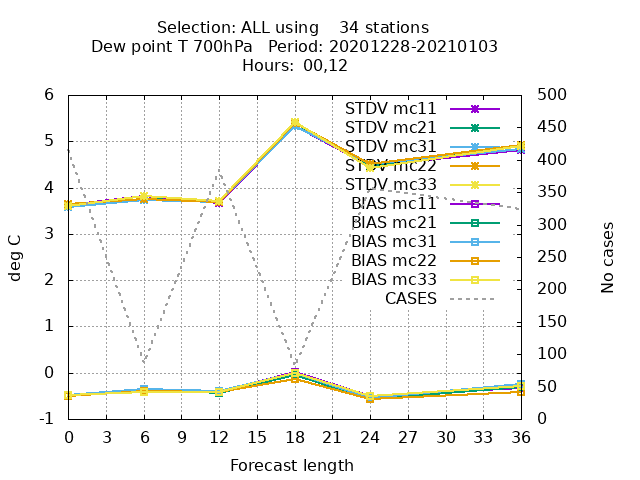 Selection: ALL using    34 stations
Dew point T 700hPa   Period: 20201228-20210103
Hours: 00,12
6
5
4
3
2
1
0
-1
deg C
500
450
400
350
300
250
200
150
100
50
0
No cases
STDV mc11
STDV mc21
STDV mc31
STDV mc22
STDV mc33
BIAS mc11
BIAS mc21
BIAS mc31
BIAS mc22
BIAS mc33
CASES
0 3 6 9 12 15 18 21 24 27 30 33 36
Forecast length